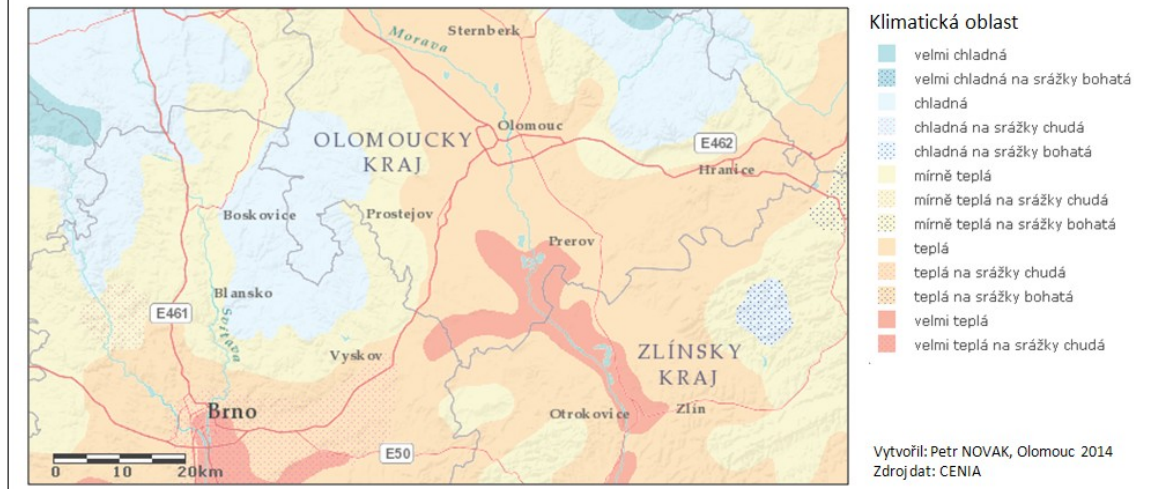 Morava
Sternberk
Olomouc
OLOMOUCKY
KRAJ
E462
Hranice
Boskovice
Prostejov
Prerov
Blansko
E461
Svitava
Vyskov
ZLÍNSKY
KRAJ
Brno
Otrokovice
Zlín
E50
0 10 20km
Klimatická oblast
velmi chladná
velmi chladná na srážky bohatá
chladná
chladná na srážky chudá
chladná na srážky bohatá
mírně teplá
mírně teplá na srážky chudá
mírně teplá na srážky bohatá
teplá
teplá na srážky chudá
teplá na srážky bohatá
velmi teplá
velmi teplá na srážky chudá
Vytvořil: Petr NOVAK, Olomouc 2014
Zdroj dat: CENIA